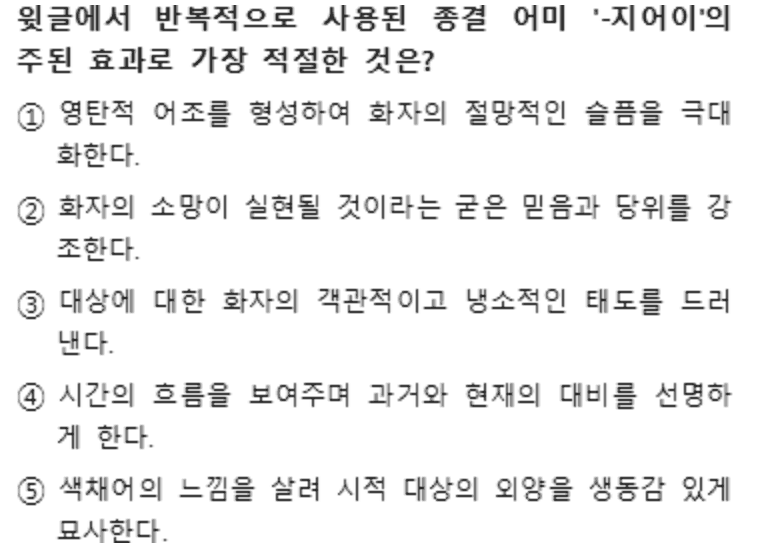 윗글에서 반복적으로 사용된 종결 어미 '-지어이'의
주된 효과로 가장 적절한 것은?
① 영탄적 어조를 형성하여 화자의 절망적인 슬픔을 극대
화한다.
② 화자의 소망이 실현될 것이라는 굳은 믿음과 당위를 강
조한다.
③ 대상에 대한 화자의 객관적이고 냉소적인 태도를 드러
낸다.
④ 시간의 흐름을 보여주며 과거와 현재의 대비를 선명하
게 한다.
⑤ 색채어의 느낌을 살려 시적 대상의 외양을 생동감 있게
묘사한다.